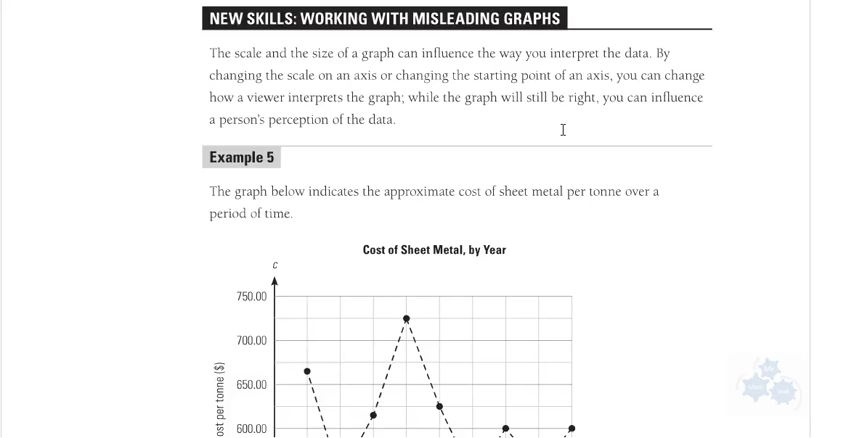 NEW SKILLS: WORKING WITH MISLEADING GRAPHS
The scale and the size of a graph can influence the way you interpret the data. By
changing the scale on an axis or changing the starting point of an axis, you can change
how a viewer interprets the graph; while the graph will still be right, you can influence
a person's perception of the data.
Example 5
The graph below indicates the approximate cost of sheet metal per tonne over a
period of time.
Cost of Sheet Metal, by Year
c
750.00
700.00
650.00
600.00
ost per tonne ($)